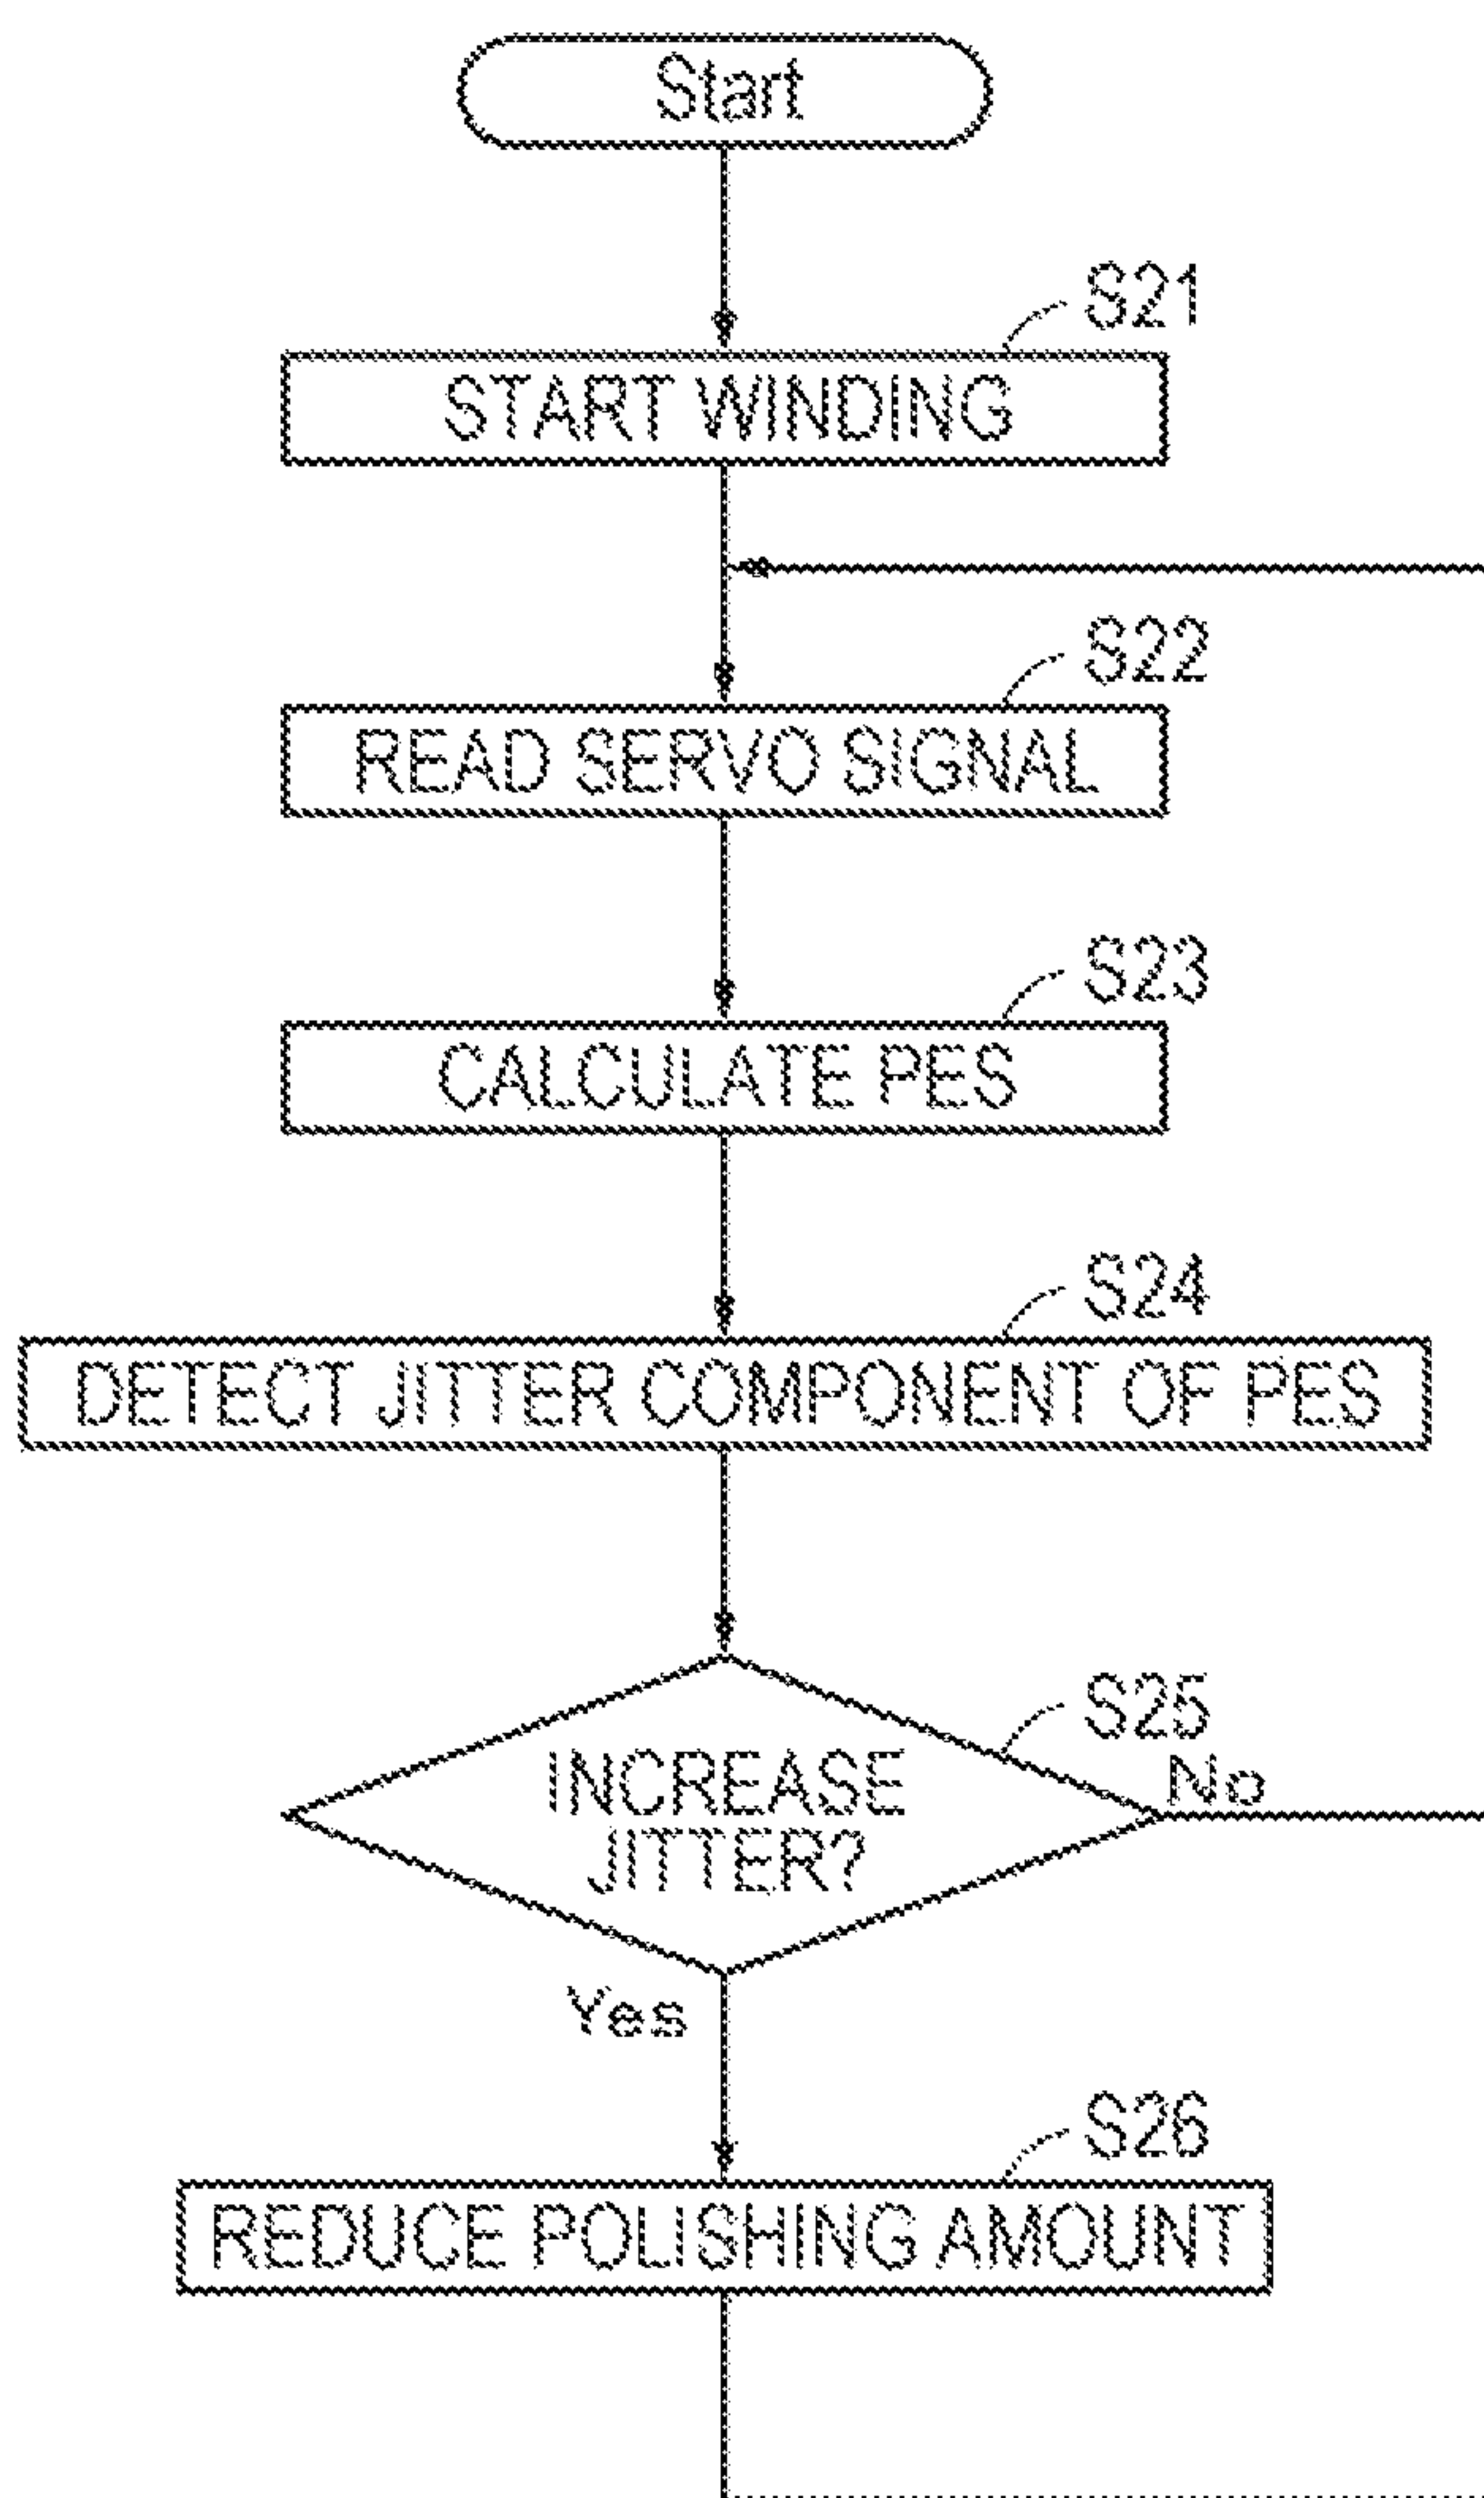 Start
S21
START WINDING
S22
READ SERVO SIGNAL
S23
CALCULATE PES
S24
DETECT JITTER COMPONENT OF PES
S25
INCREASE
JITTER?
No
Yes
S26
REDUCE POLISHING AMOUNT